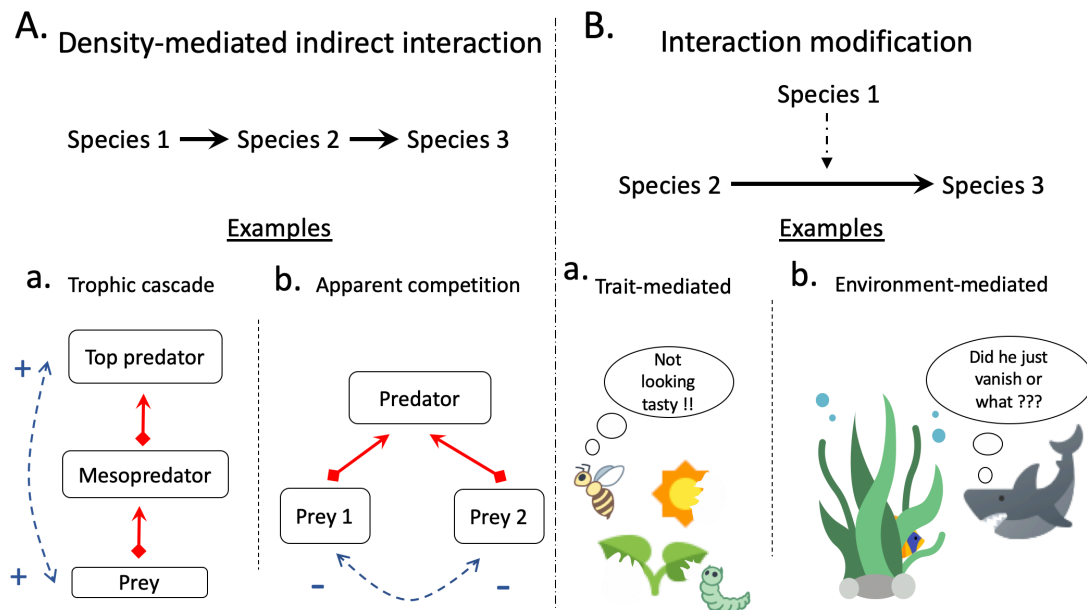 A.
Density-mediated indirect interaction
Species 1
Species 2
Species 3
Examples
a.
Trophic cascade
Top predator
+
Mesopredator
+
Prey
b.
Apparent competition
Predator
Prey 1
Prey 2
–
–
B.
Interaction modification
Species 1
Species 2
Species 3
Examples
a.
Trait-mediated
Not
looking
tasty !!
b.
Environment-mediated
Did he just
vanish or
what ???